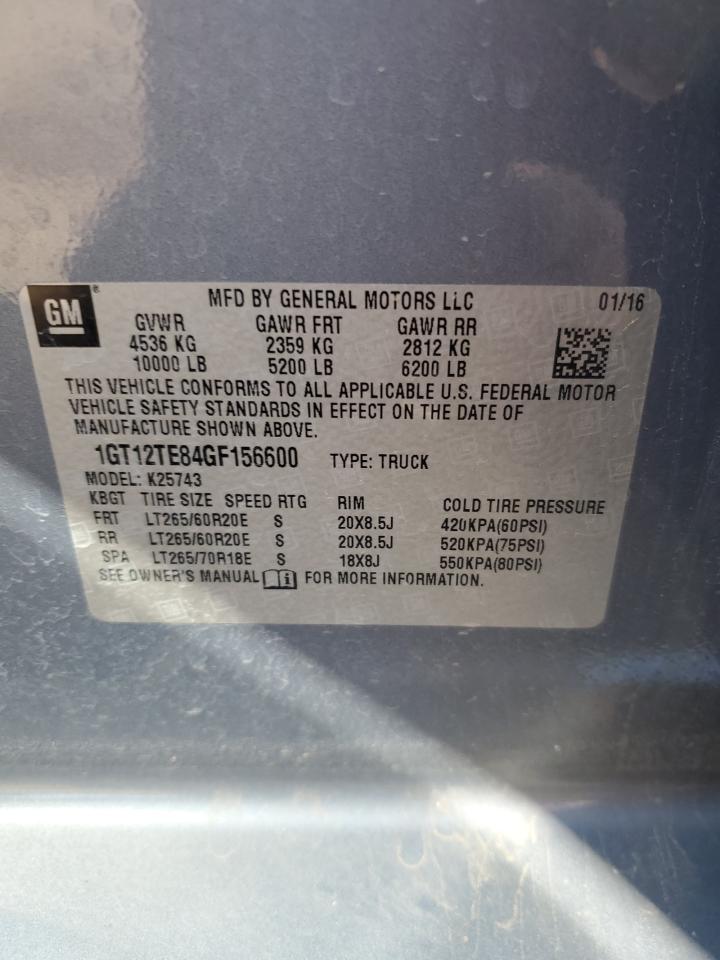 GM ®
MFD BY GENERAL MOTORS LLC 01/16
GVWR GAWR FRT GAWR RR
4536 KG 2359 KG 2812 KG
10000 LB 5200 LB 6200 LB
THIS VEHICLE CONFORMS TO ALL APPLICABLE U.S. FEDERAL MOTOR
VEHICLE SAFETY STANDARDS IN EFFECT ON THE DATE OF
MANUFACTURE SHOWN ABOVE.
1GT12TE84GF156600 TYPE: TRUCK
MODEL: K25743
KBGT TIRE SIZE SPEED RTG RIM COLD TIRE PRESSURE
FRT LT265/60R20E S 20X8.5J 420KPA(60PSI)
RR LT265/60R20E S 20X8.5J 520KPA(75PSI)
SPA LT265/70R18E S 18X8J 550KPA(80PSI)
SEE OWNER'S MANUAL FOR MORE INFORMATION.